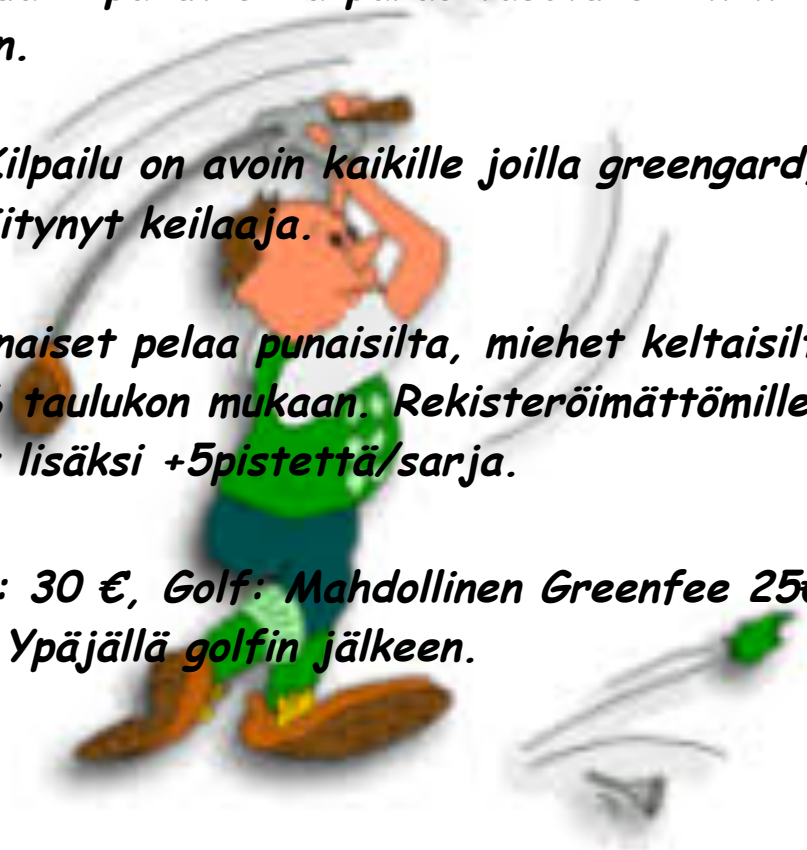 n.
Kilpailu on avoin kaikille joilla greengard,
itynyt keilaaja.
naiset pelaa punaisilta, miehet keltaisilt
taulukon mukaan. Rekisteröimättömille
lisäksi +5pistettä/sarja.
: 30 €, Golf: Mahdollinen Greenfee 25€
Ypäjällä golfin jälkeen.